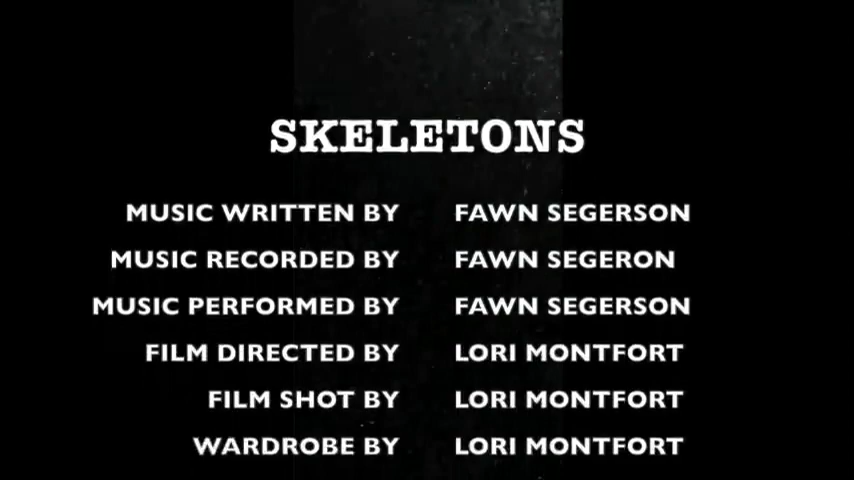 SKELETONS
MUSIC WRITTEN BY FAWN SEGERSON
MUSIC RECORDED BY FAWN SEGERON
MUSIC PERFORMED BY FAWN SEGERSON
FILM DIRECTED BY LORI MONTFORT
FILM SHOT BY LORI MONTFORT
WARDROBE BY LORI MONTFORT